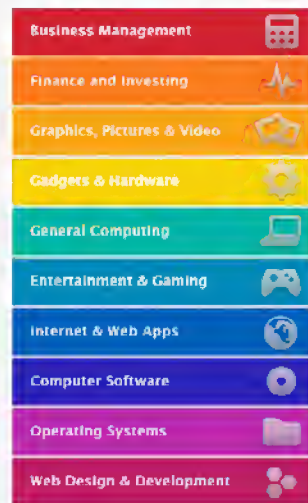 Business Management
Finance and Investing
Graphics, Pictures & Video
Gadgets & Hardware
General Computing
Entertainment & Gaming
Internet & Web Apps
Computer Software
Operating Systems
Web Design & Development